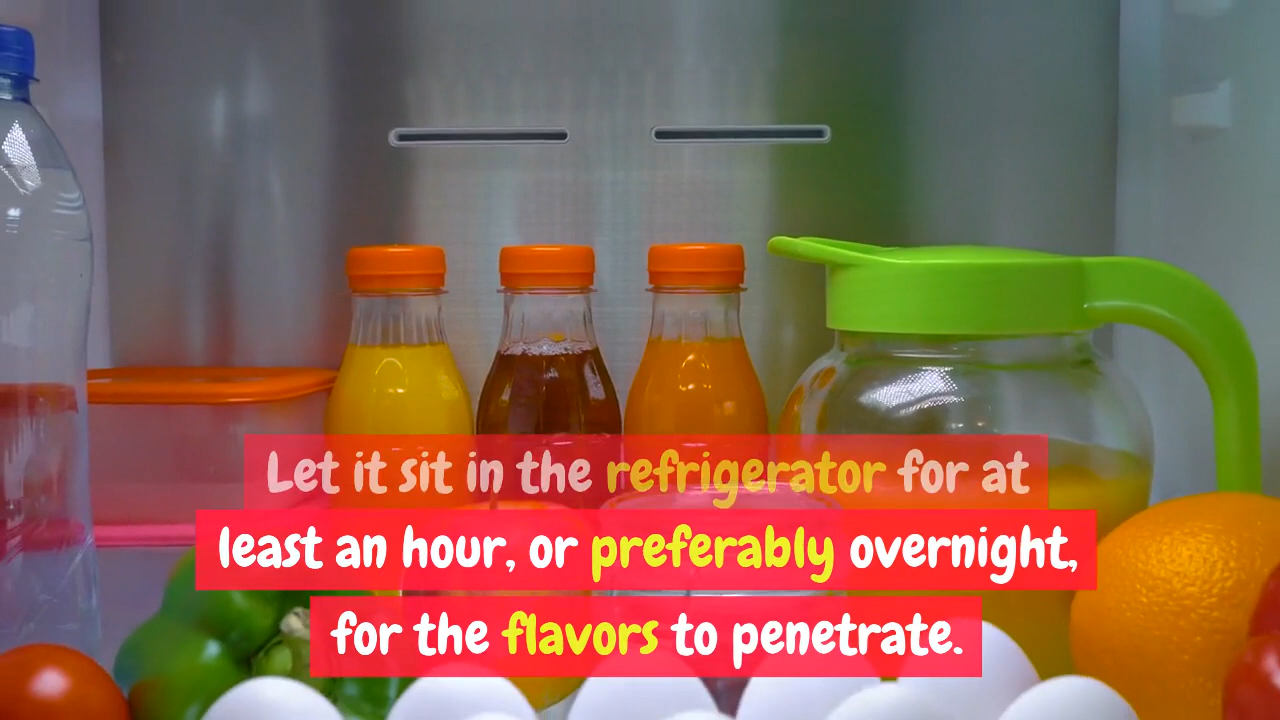 Let it sit in the refrigerator for at
least an hour, or preferably overnight,
for the flavors to penetrate.